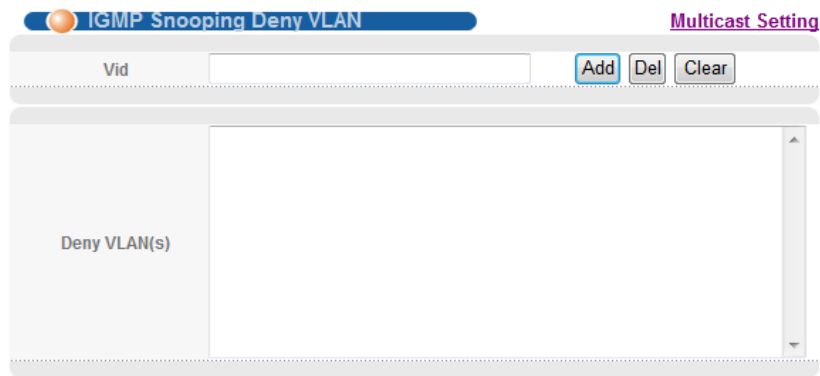 IGMP Snooping Deny VLAN Multicast Setting
Vid Add Del Clear
Deny VLAN(s)